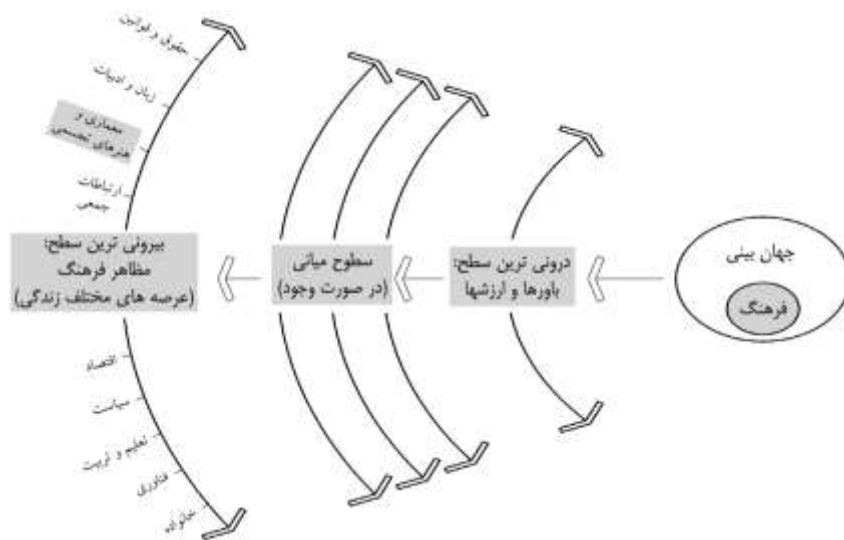 جهان بینی
فرهنگ
درونی ترین سطح:
باورها و ارزشها
سطوح میانی
(در صورت وجود)
بیرونی ترین سطح:
مظاهر فرهنگ
(عرصه های مختلف زندگی)
حقوق و قوانین
زبان و ادبیات
معماری و
هنرهای تجسمی
ارتباطات
جمعی
اقتصاد
سیاست
تعلیم و تربیت
فناوری
خانواده